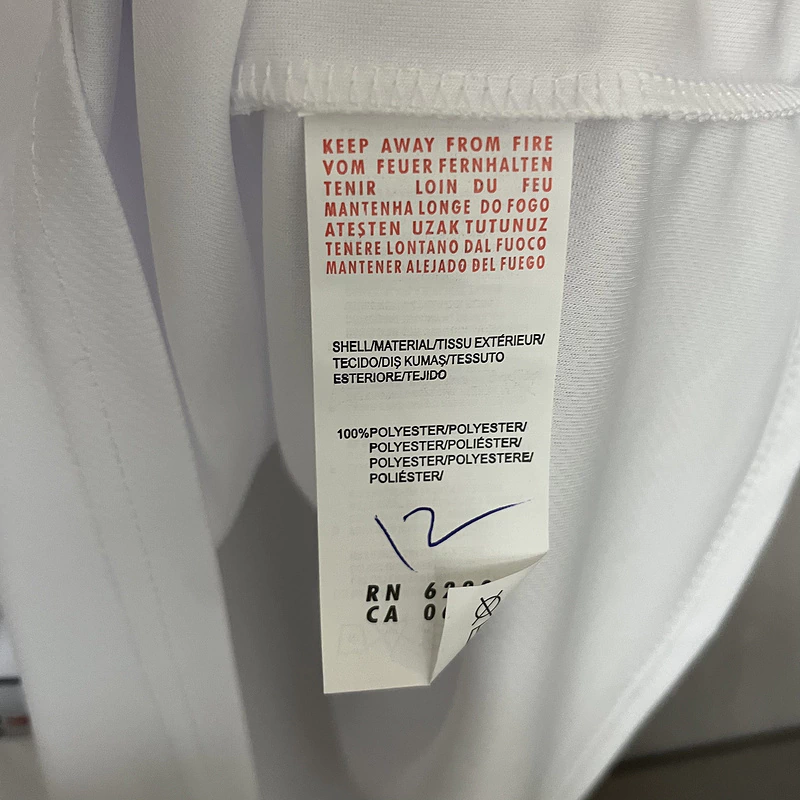 KEEP AWAY FROM FIRE
VOM FEUER FERNHALTEN
TENIR LOIN DU FEU
MANTENHA LONGE DO FOGO
ATEŞTEN UZAK TUTUNUZ
TENERE LONTANO DAL FUOCO
MANTENER ALEJADO DEL FUEGO
SHELL/MATERIAL/TISSU EXTÉRIEUR/
TECIDO/DIŞ KUMAŞ/TESSUTO
ESTERIORE/TEJIDO
100%POLYESTER/POLYESTER/
POLYESTER/POLIÉSTER/
POLYESTER/POLYESTERE/
POLIÉSTER/
12
RN
CA